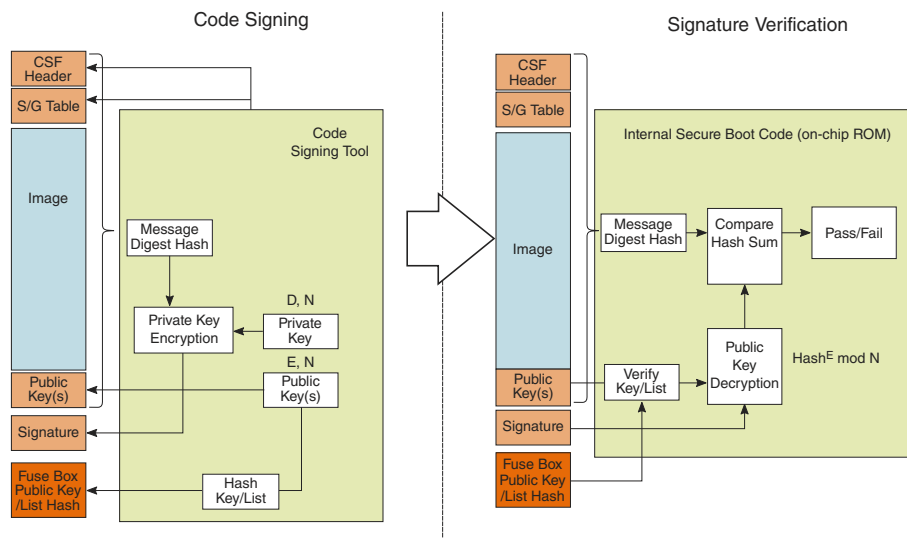 Code Signing
CSF
Header
S/G Table
Image
Public
Key(s)
Signature
Fuse Box
Public Key
/List Hash
Code
Signing Tool
Message
Digest Hash
D, N
Private Key
Encryption
Private
Key
E, N
Public
Key(s)
Hash
Key/List
Signature Verification
CSF
Header
S/G Table
Image
Public
Key(s)
Signature
Fuse Box
Public Key
/List Hash
Internal Secure Boot Code (on-chip ROM)
Message
Digest Hash
Compare
Hash Sum
Pass/Fail
Verify
Key/List
Public
Key
Decryption
Hash^E mod N